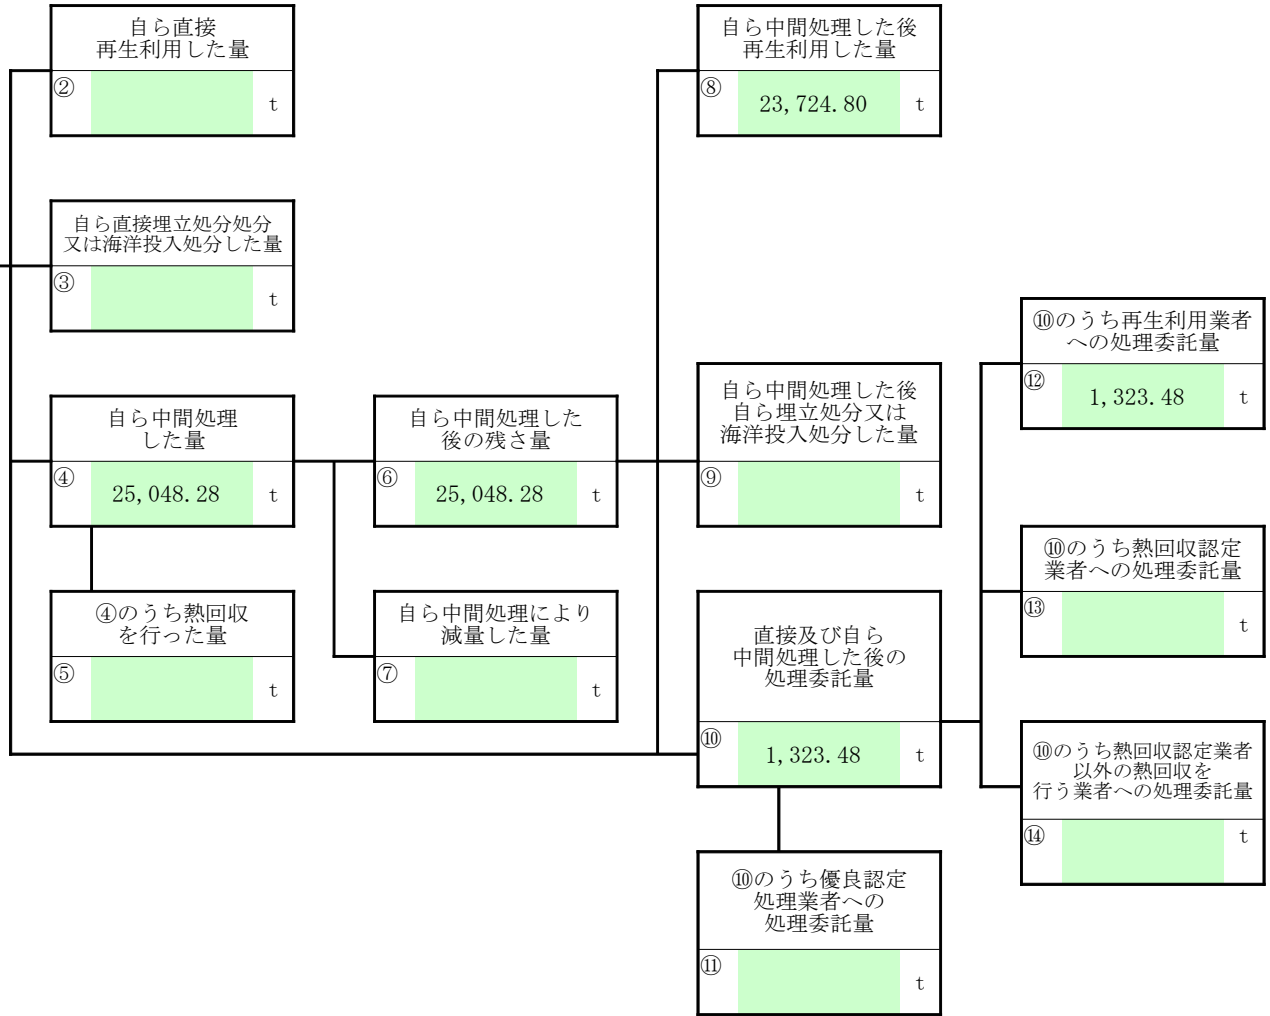 自ら直接
再生利用した量
②
t
自ら中間処理した後
再生利用した量
⑧
23,724.80 t
自ら直接埋立処分処分
又は海洋投入処分した量
③
t
⑩のうち再生利用業者
への処理委託量
⑫
1,323.48 t
自ら中間処理
した量
④
25,048.28 t
自ら中間処理した
後の残さ量
⑥
25,048.28 t
自ら中間処理した後
自ら埋立処分又は
海洋投入処分した量
⑨
t
⑩のうち熱回収認定
業者への処理委託量
⑬
t
④のうち熱回収
を行った量
⑤
t
自ら中間処理により
減量した量
⑦
t
直接及び自ら
中間処理した後の
処理委託量
⑩
1,323.48 t
⑩のうち熱回収認定業者
以外の熱回収を
行う業者への処理委託量
⑭
t
⑩のうち優良認定
処理業者への
処理委託量
⑪
t